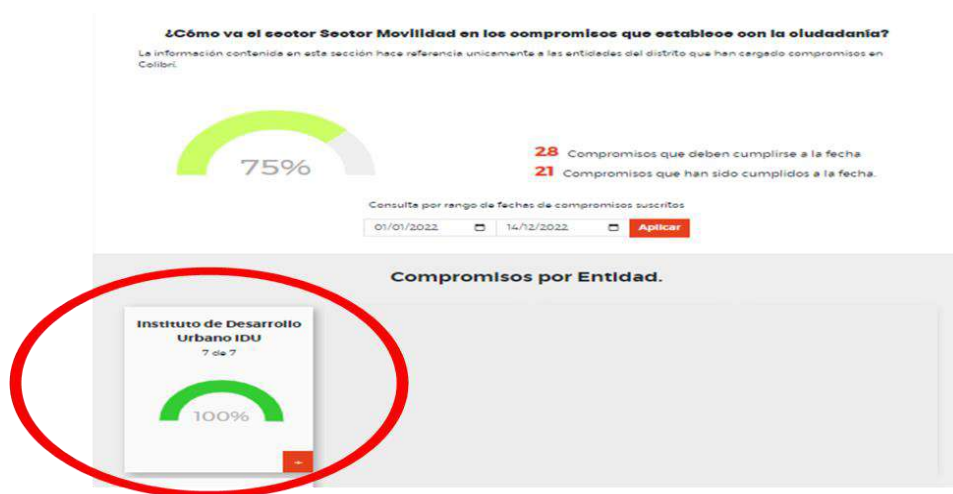 ¿Cómo va el sector Sector Movilidad en los compromisos que establece con la ciudadanía?
La información contenida en esta sección hace referencia unicamente a las entidades del distrito que han cargado compromisos en
Colibrí.
75%
28 Compromisos que deben cumplirse a la fecha
21 Compromisos que han sido cumplidos a la fecha.
Consulta por rango de fechas de compromisos suscritos
01/01/2022 14/12/2022 Aplicar
Compromisos por Entidad.
Instituto de Desarrollo
Urbano IDU
7 de 7
100%